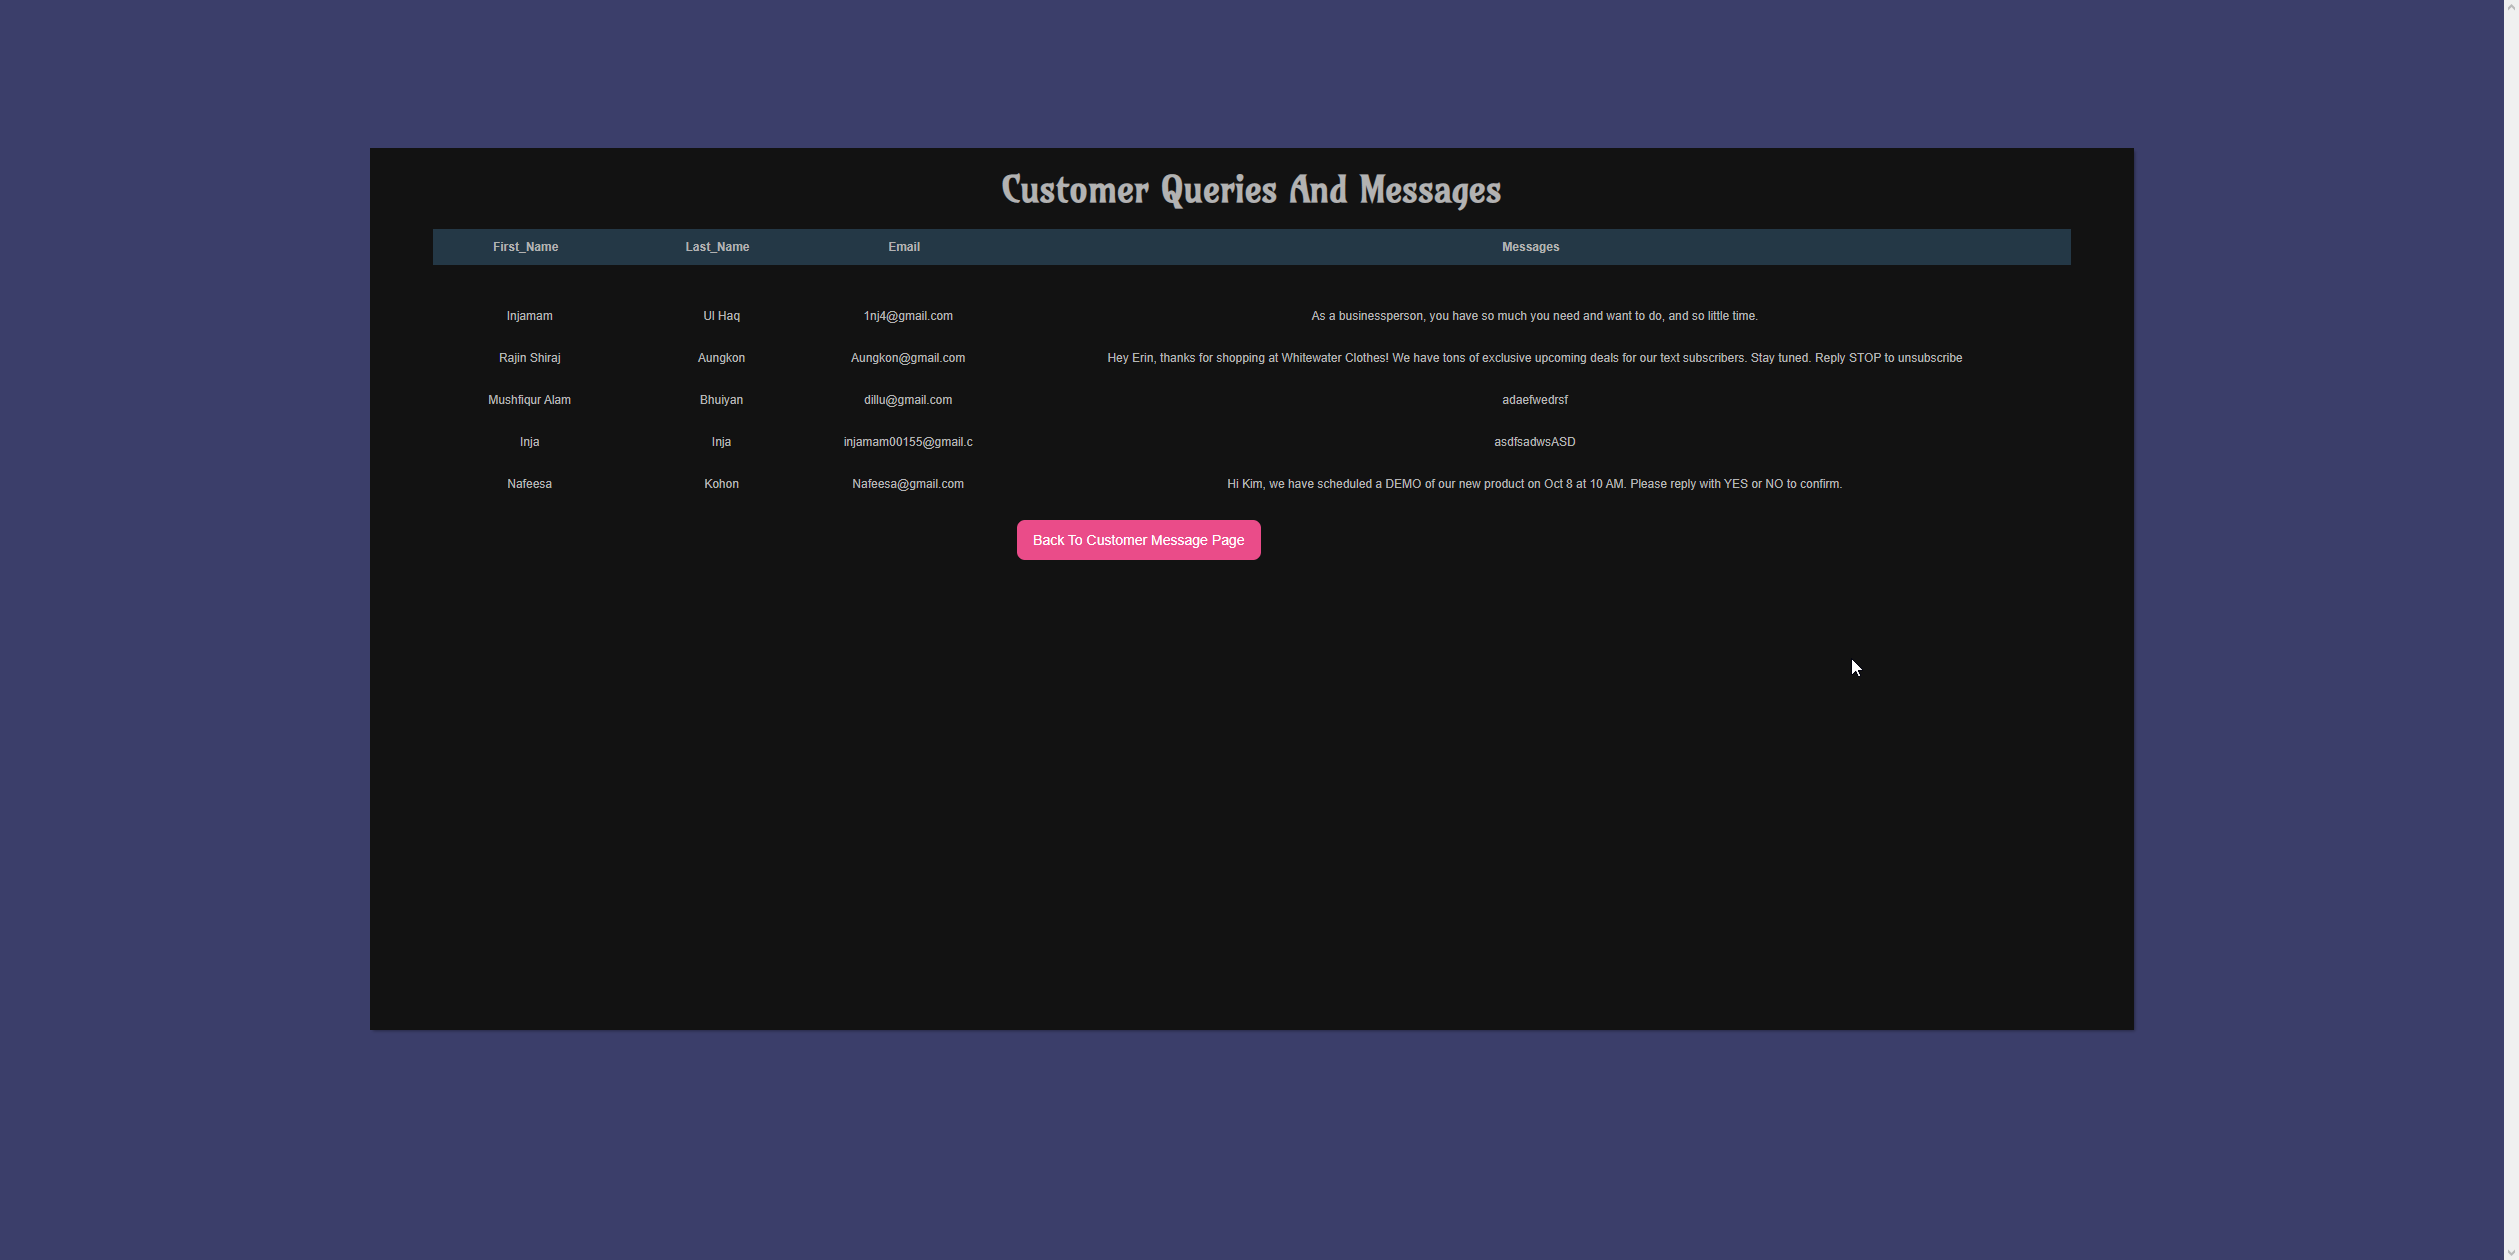 Customer Queries And Messages
First_Name Last_Name Email Messages
Injamam Ul Haq 1nj4@gmail.com As a businessperson, you have so much you need and want to do, and so little time.
Rajin Shiraj Aungkon Aungkon@gmail.com Hey Erin, thanks for shopping at Whitewater Clothes! We have tons of exclusive upcoming deals for our text subscribers. Stay tuned. Reply STOP to unsubscribe
Mushfiqur Alam Bhuiyan dillu@gmail.com adaefwedrsf
Inja Inja injamam00155@gmail.c asdfsadwsASD
Nafeesa Kohon Nafeesa@gmail.com Hi Kim, we have scheduled a DEMO of our new product on Oct 8 at 10 AM. Please reply with YES or NO to confirm.
Back To Customer Message Page